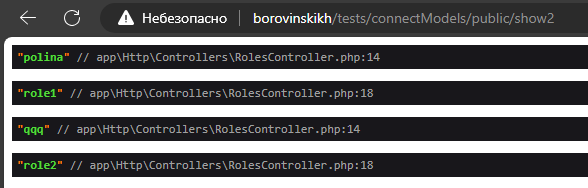 Небезопасно borovinskikh/tests/connectModels/public/show2
"polina" // app\Http\Controllers\RolesController.php:14
"role1" // app\Http\Controllers\RolesController.php:18
"qqq" // app\Http\Controllers\RolesController.php:14
"role2" // app\Http\Controllers\RolesController.php:18